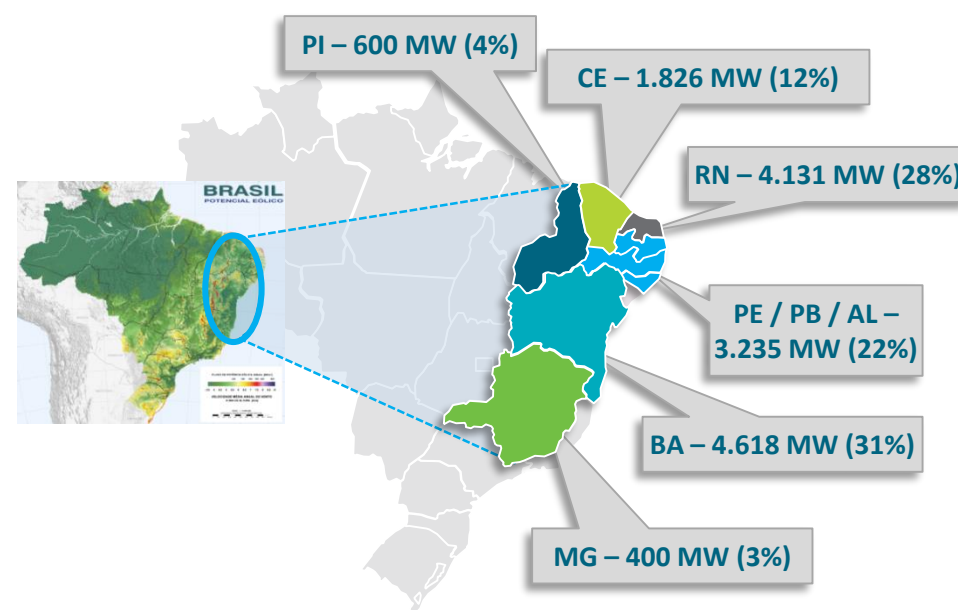 PI – 600 MW (4%)
CE – 1.826 MW (12%)
RN – 4.131 MW (28%)
BRASIL
POTENCIAL EÓLICO
PE / PB / AL –
3.235 MW (22%)
BA – 4.618 MW (31%)
MG – 400 MW (3%)